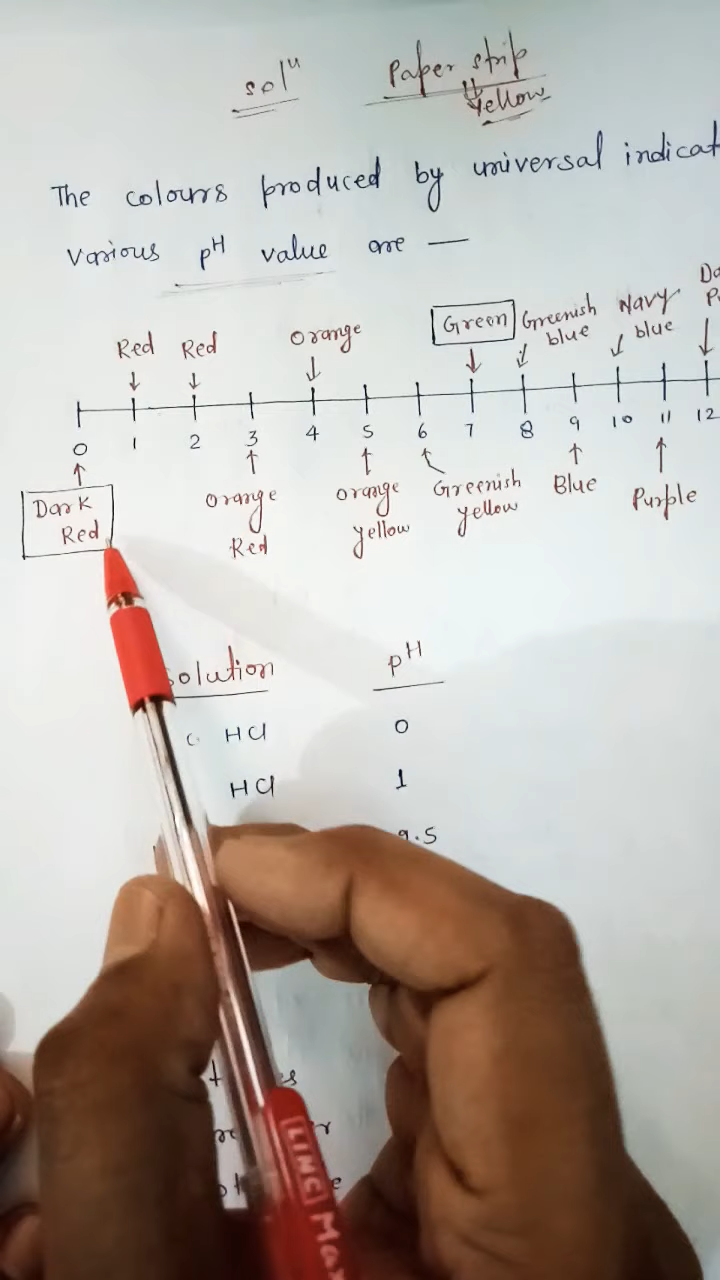 solⁿ Paper strip
Yellow
The colours produced by universal indicat
various pH value are —
Red Red Orange Green Greenish blue Navy blue
0 1 2 3 4 5 6 7 8 9 10 11 12
Dark Red Orange Red Orange yellow Greenish yellow Blue Purple
solution pH
HCl 0
HCl 1
9.5
LINC Max